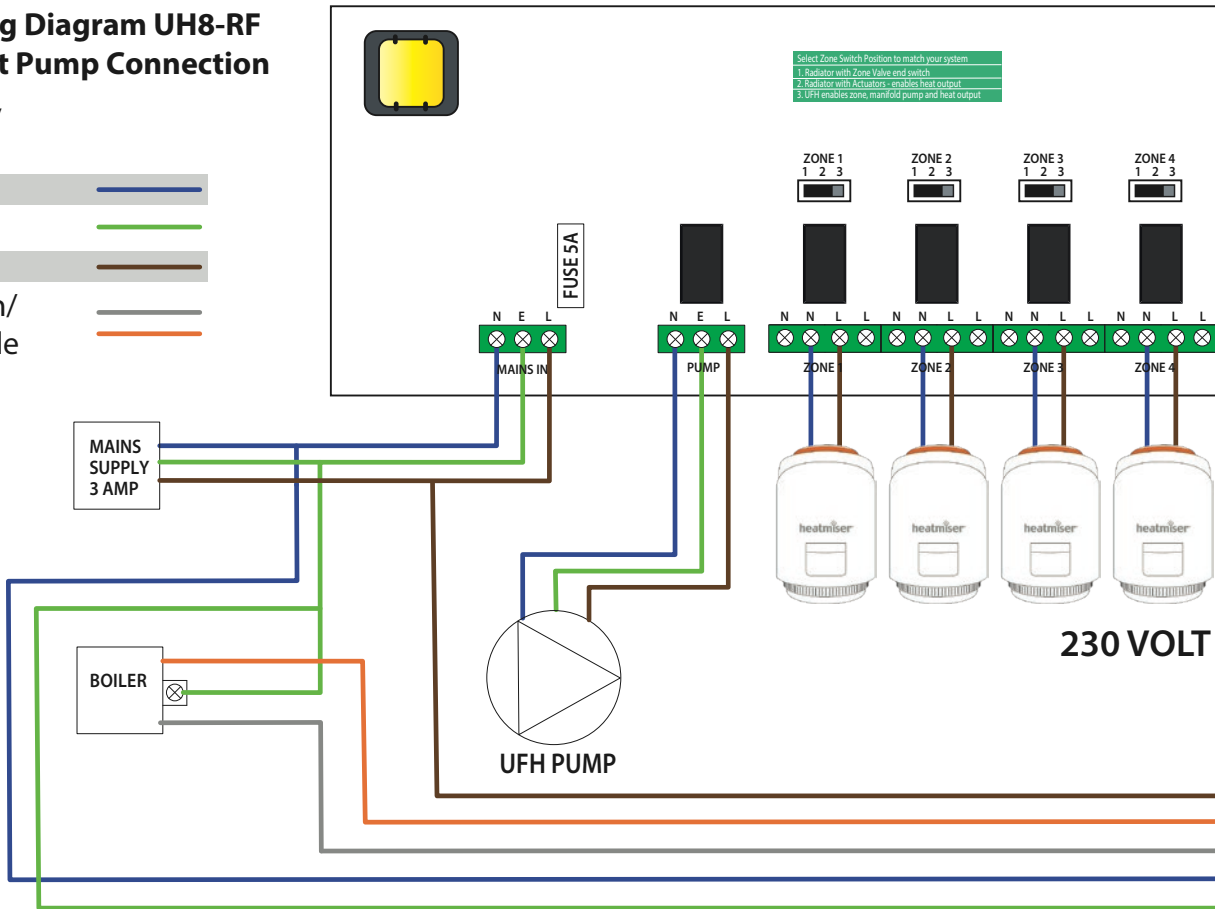 g Diagram UH8-RF
t Pump Connection
n/
le
Select Zone Switch Position to match your system
1. Radiator with Zone Valve end switch
2. Radiator with Actuators - enables heat output
3. UFH enables zone, manifold pump and heat output
ZONE 1
1 2 3
ZONE 2
1 2 3
ZONE 3
1 2 3
ZONE 4
1 2 3
FUSE 5A
N E L
MAINS IN
N E L
PUMP
N N L L
ZONE 1
N N L L
ZONE 2
N N L L
ZONE 3
N N L L
ZONE 4
MAINS
SUPPLY
3 AMP
heatmiser
heatmiser
heatmiser
heatmiser
230 VOLT
BOILER
UFH PUMP